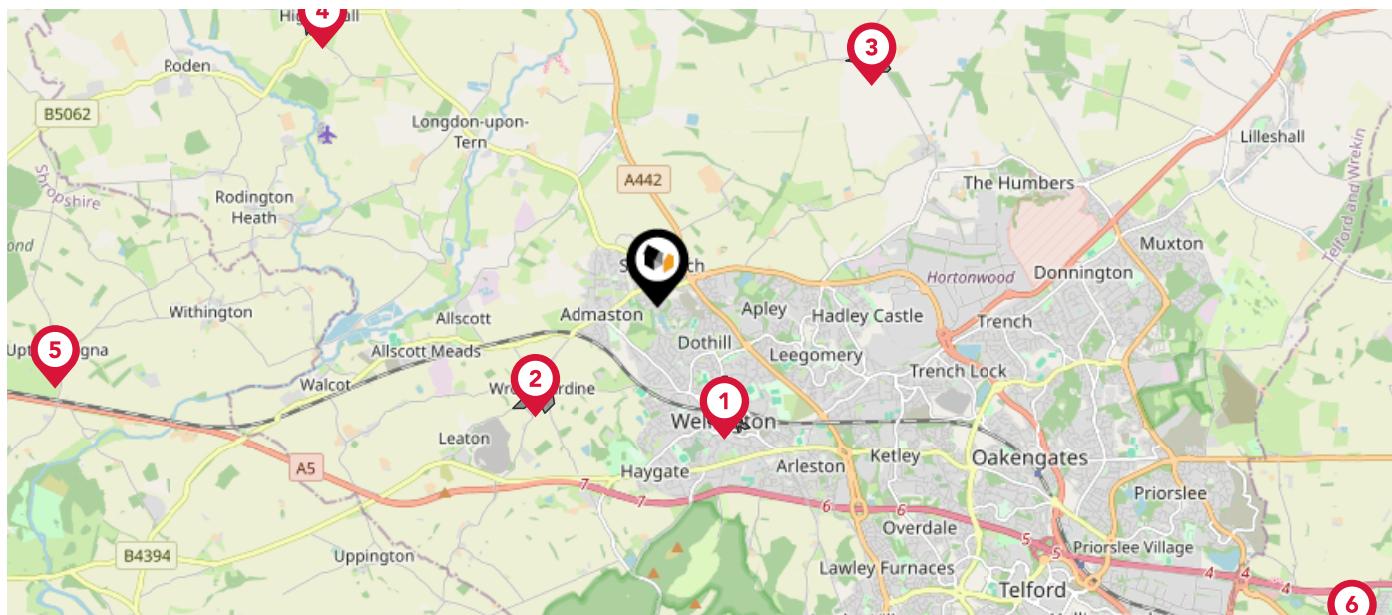 4
3
Roden
B5062
Longdon-upon-
Tern
Lilleshall
A442
The Humbers
Shropshire
Rodington
Heath
Telford and Wrekin
ond
Muxton
Donnington
Hortonwood
Withington
Admaston
Apley
Hadley Castle
Allscott
Trench
Allscott Meads
Dothill
Leegomery
5
Trench Lock
Walcot
2
1
Leaton
Haygate
Arleston
Ketley
Oakengates
A5
7
7
6
6
Priorslee
Overdale
5
5
B4394
Uppington
Priorslee Village
Lawley Furnaces
4
4
4
Telford
6